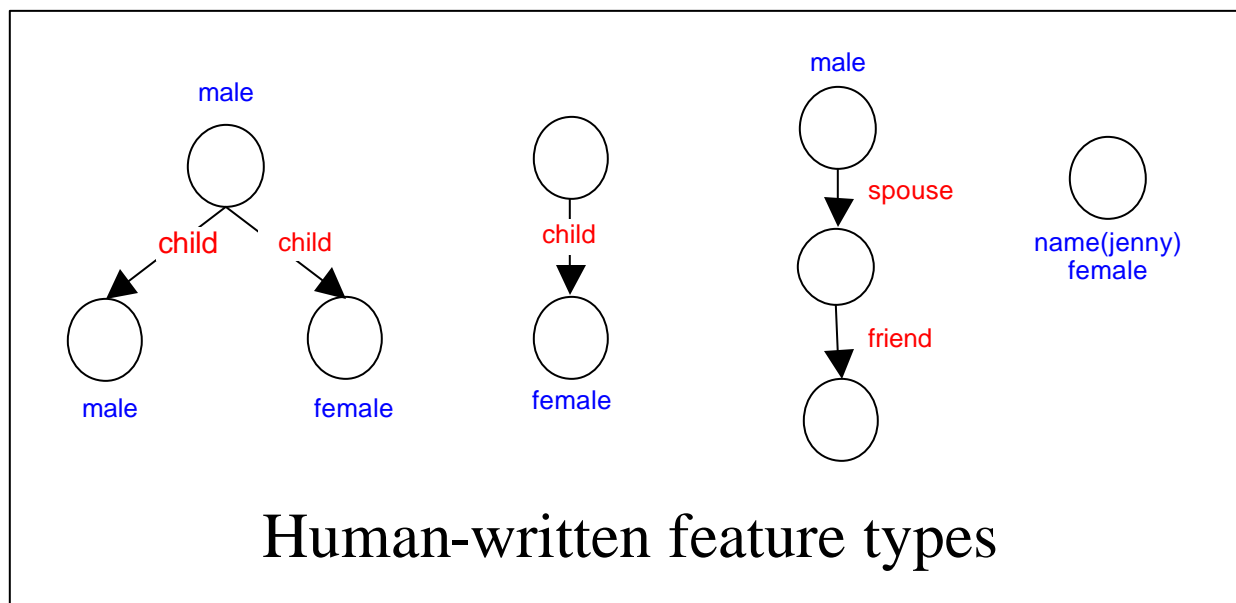 male
child
child
male
female
child
female
male
spouse
friend
name(jenny)
female
Human-written feature types